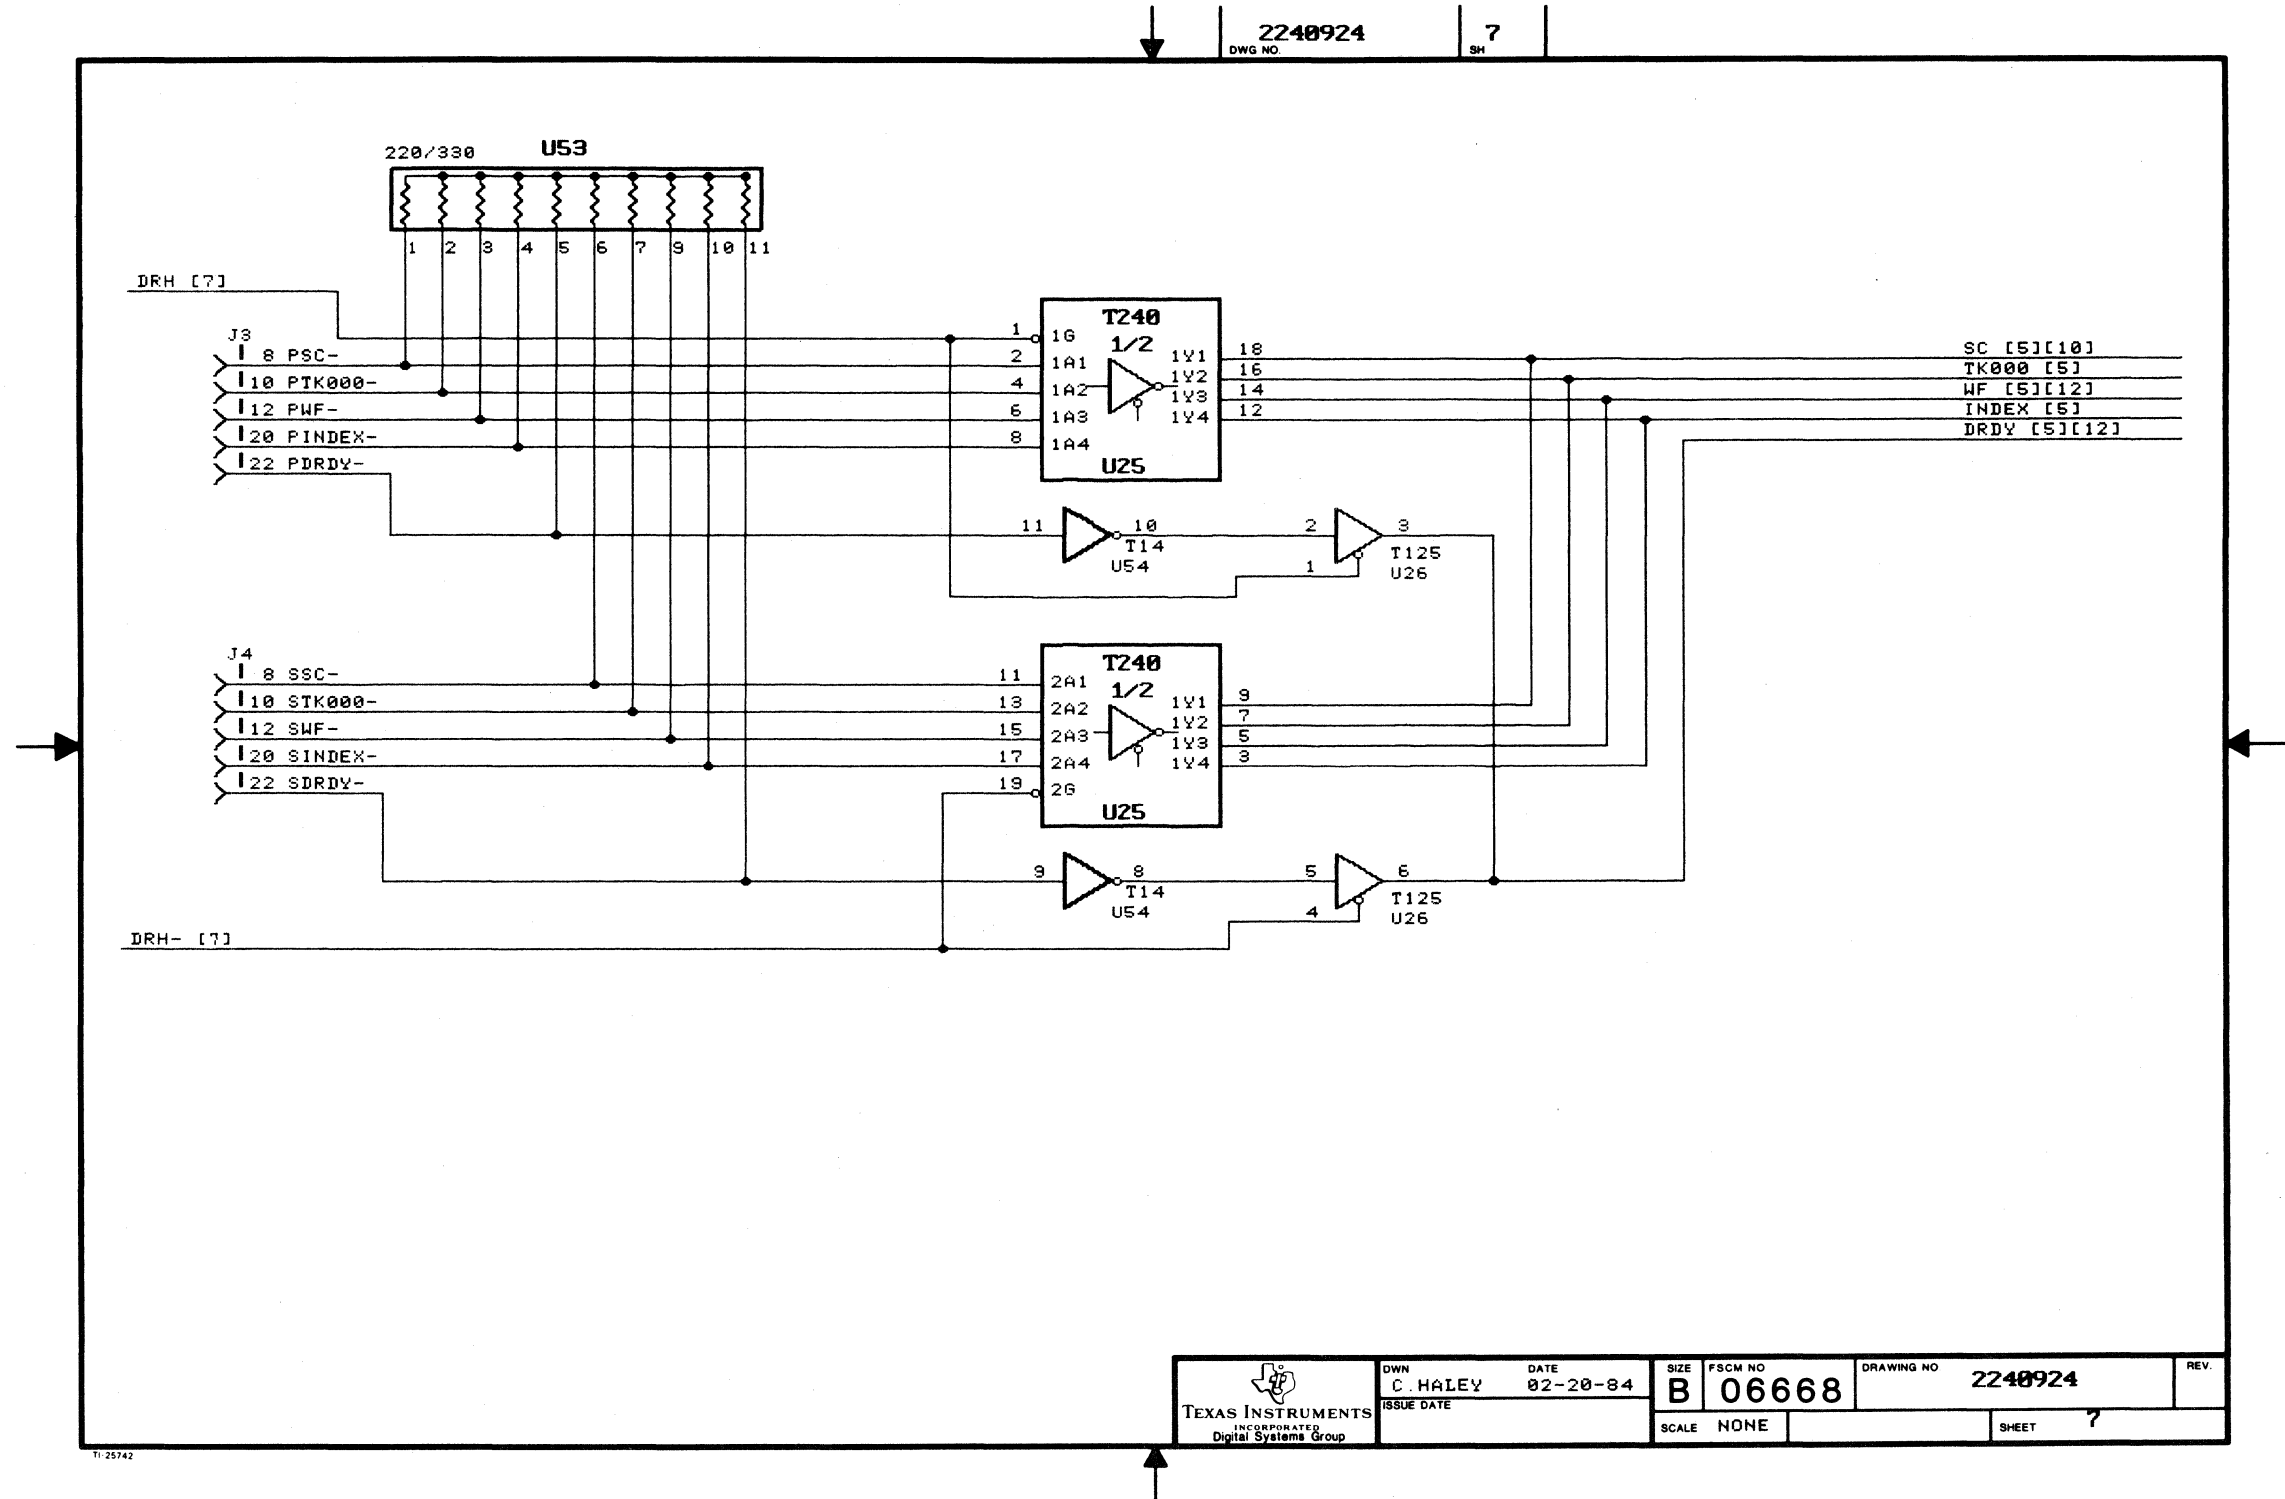 2240924
7
DWG NO.
SH
220/330
U53
1 2 3 4 5 6 7 9 10 11
DRH [7]
J3
8 PSC-
10 PTK000-
12 PWF-
20 PINDEX-
22 PDRDY-
T240
1/2
1 1G
2 1A1
4 1A2
6 1A3
8 1A4
1Y1 18
1Y2 16
1Y3 14
1Y4 12
U25
SC [5][10]
TK000 [5]
WF [5][12]
INDEX [5]
DRDY [5][12]
11
10
T14
U54
2
3
1
T125
U26
J4
8 SSC-
10 STK000-
12 SWF-
20 SINDEX-
22 SDRDY-
T240
1/2
11 2A1
13 2A2
15 2A3
17 2A4
19 2G
1Y1 9
1Y2 7
1Y3 5
1Y4 3
U25
9
8
T14
U54
5
6
4
T125
U26
DRH- [7]
TEXAS INSTRUMENTS
INCORPORATED
Digital Systems Group
DWN
DATE
C.HALEY 02-20-84
ISSUE DATE
SIZE
B
FSCM NO
06668
DRAWING NO
2240924
REV.
SCALE NONE
SHEET 7
TI-25742